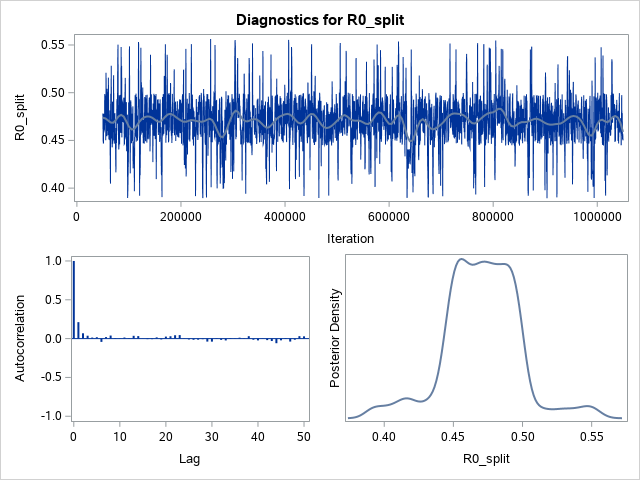 Diagnostics for R0_split
0.55
0.50
0.45
0.40
R0_split
0 200000 400000 600000 800000 1000000
Iteration
1.0
0.5
0.0
-0.5
-1.0
Autocorrelation
0 10 20 30 40 50
Lag
Posterior Density
0.40 0.45 0.50 0.55
R0_split